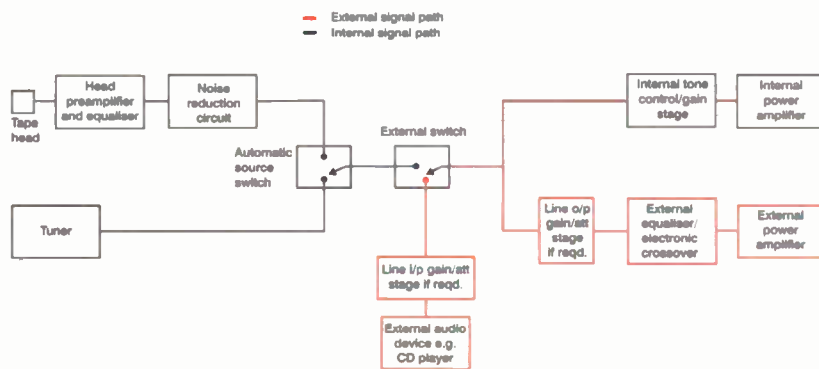 External signal path
Internal signal path
Tape
head
Head
preamplifier
and equaliser
Noise
reduction
circuit
Automatic
source
switch
External switch
Internal tone
control/gain
stage
Internal
power
amplifier
Tuner
Line o/p
gain/att
stage
if reqd.
External
equaliser/
electronic
crossover
External
power
amplifier
Line i/p gain/att
stage if reqd.
External audio
device e.g.
CD player